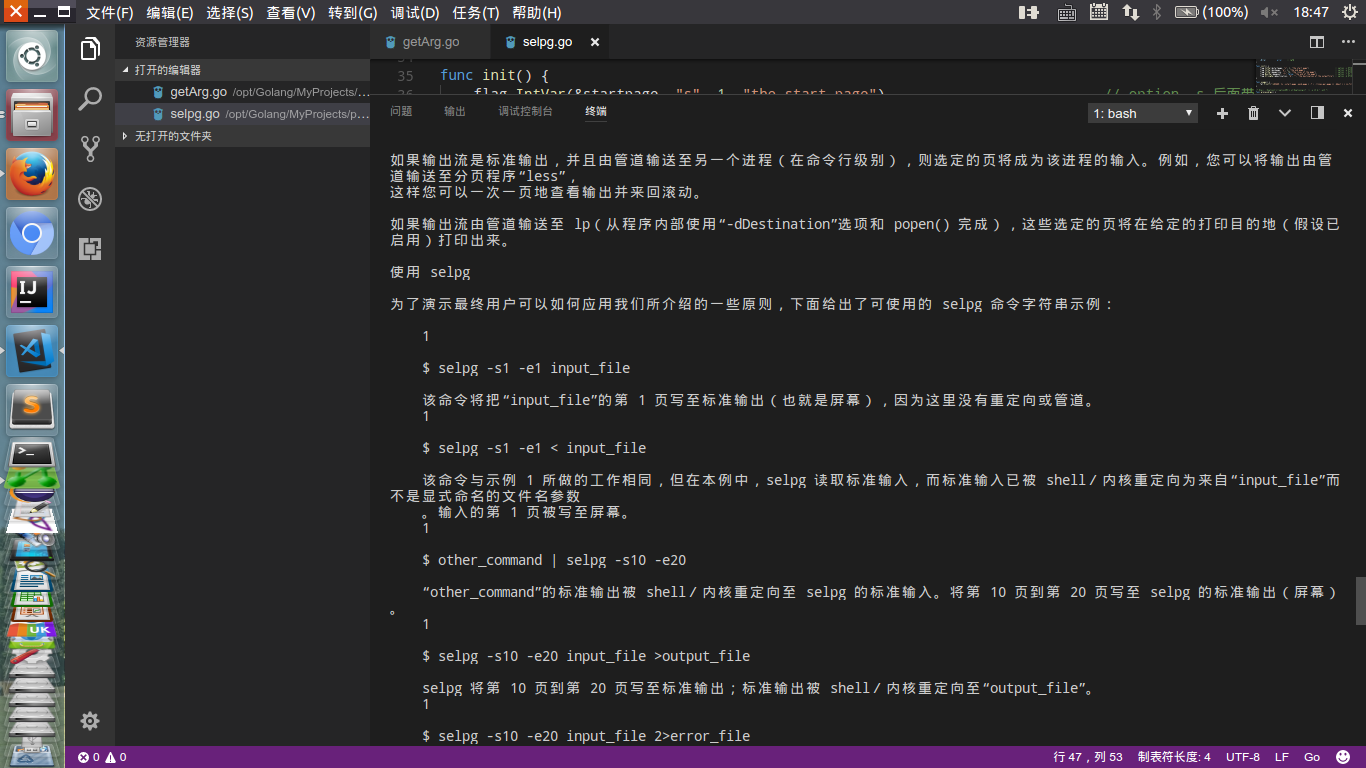 文件(F) 编辑(E) 选择(S) 查看(V) 转到(G) 调试(D) 任务(T) 帮助(H)
(100%) 18:47
资源管理器
打开的编辑器
getArg.go /opt/Golang/MyProjects/...
selpg.go /opt/Golang/MyProjects/p...
无打开的文件夹
getArg.go selpg.go
35 func init() {
问题 输出 调试控制台 终端 1: bash
如果输出流是标准输出，并且由管道输送至另一个进程（在命令行级别），则选定的页将成为该进程的输入。例如，您可以将输出由管
道输送至分页程序“less”，
这样您可以一次一页地查看输出并来回滚动。
如果输出流由管道输送至 lp（从程序内部使用“-dDestination”选项和 popen() 完成），这些选定的页将在给定的打印目的地（假设已
启用）打印出来。
使用 selpg
为了演示最终用户可以如何应用我们所介绍的一些原则，下面给出了可使用的 selpg 命令字符串示例：
1
$ selpg -s1 -e1 input_file
该命令将把“input_file”的第 1 页写至标准输出（也就是屏幕），因为这里没有重定向或管道。
1
$ selpg -s1 -e1 < input_file
该命令与示例 1 所做的工作相同，但在本例中，selpg 读取标准输入，而标准输入已被 shell／内核重定向为来自“input_file”而
不是显式命名的文件名参数
。输入的第 1 页被写至屏幕。
1
$ other_command | selpg -s10 -e20
“other_command”的标准输出被 shell／内核重定向至 selpg 的标准输入。将第 10 页到第 20 页写至 selpg 的标准输出（屏幕）
。
1
$ selpg -s10 -e20 input_file >output_file
selpg 将第 10 页到第 20 页写至标准输出；标准输出被 shell／内核重定向至“output_file”。
1
$ selpg -s10 -e20 input_file 2>error_file
0 0 行 47，列 53 制表符长度: 4 UTF-8 LF Go